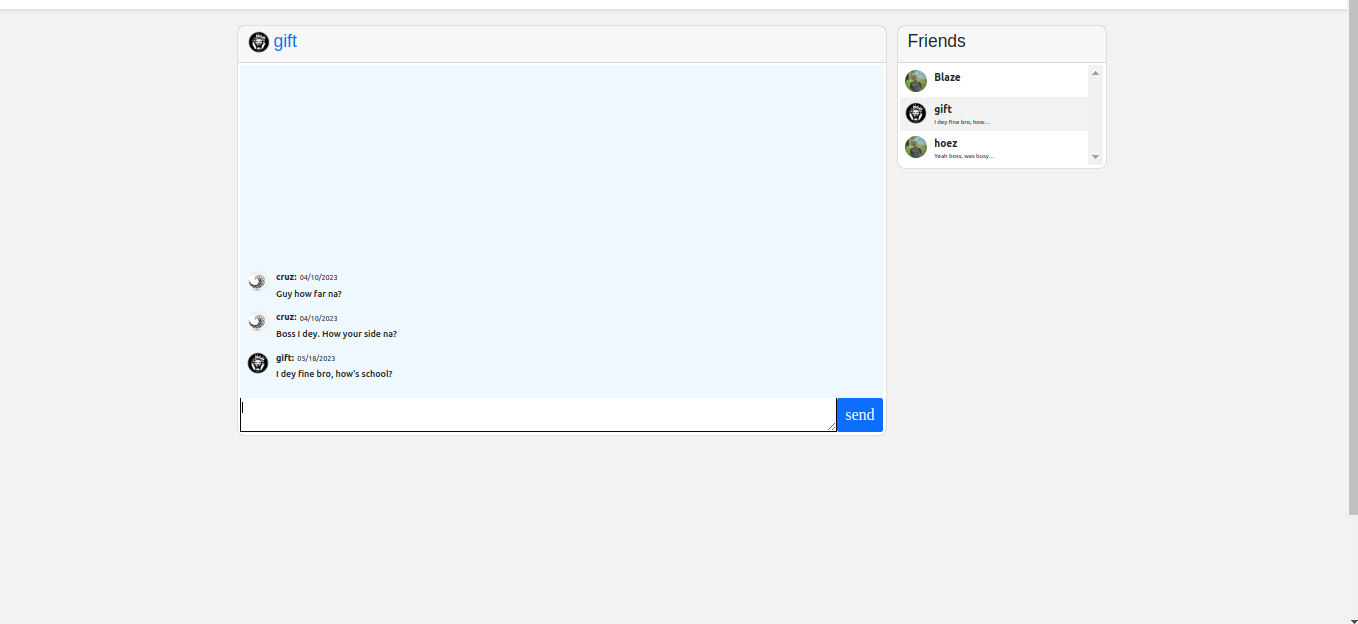 gift
cruz: 04/10/2023
Guy how far na?
cruz: 04/10/2023
Boss I dey. How your side na?
gift: 05/18/2023
I dey fine bro, how's school?
send
Friends
Blaze
gift
I dey fine bro, how...
hoez
Yeah boss, was busy...